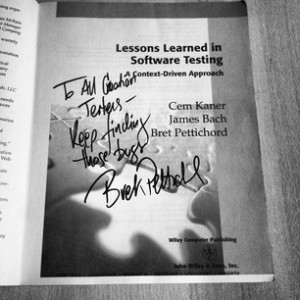 Lessons Learned in
Software Testing
A Context-Driven Approach
Cem Kaner
James Bach
Bret Pettichord
To All
Testers—
Keep finding
those bugs
Bret Pettichord
Wiley Computer Publishing
John Wiley & Sons, Inc.